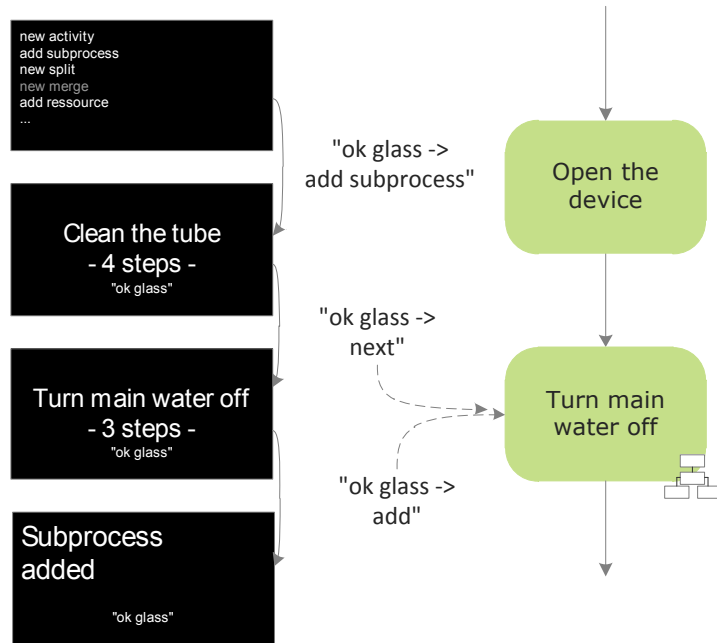 new activity
add subprocess
new split
new merge
add ressource
...
"ok glass ->
add subprocess"
Open the
device
Clean the tube
- 4 steps -
"ok glass"
"ok glass ->
next"
Turn main water off
- 3 steps -
"ok glass"
Turn main
water off
"ok glass ->
add"
Subprocess
added
"ok glass"